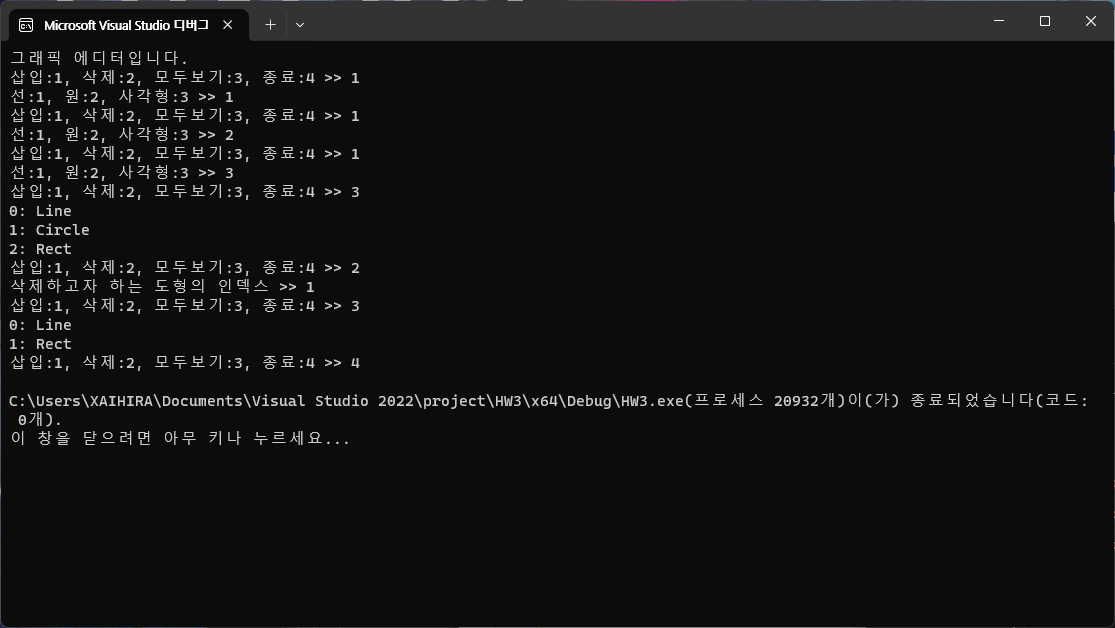 Microsoft Visual Studio 디버그
그래픽 에디터입니다.
삽입:1, 삭제:2, 모두보기:3, 종료:4 >> 1
선:1, 원:2, 사각형:3 >> 1
삽입:1, 삭제:2, 모두보기:3, 종료:4 >> 1
선:1, 원:2, 사각형:3 >> 2
삽입:1, 삭제:2, 모두보기:3, 종료:4 >> 1
선:1, 원:2, 사각형:3 >> 3
삽입:1, 삭제:2, 모두보기:3, 종료:4 >> 3
0: Line
1: Circle
2: Rect
삽입:1, 삭제:2, 모두보기:3, 종료:4 >> 2
삭제하고자 하는 도형의 인덱스 >> 1
삽입:1, 삭제:2, 모두보기:3, 종료:4 >> 3
0: Line
1: Rect
삽입:1, 삭제:2, 모두보기:3, 종료:4 >> 4
C:\Users\XAIHIRA\Documents\Visual Studio 2022\project\HW3\x64\Debug\HW3.exe(프로세스 20932개)이(가) 종료되었습니다(코드:
0개).
이 창을 닫으려면 아무 키나 누르세요...